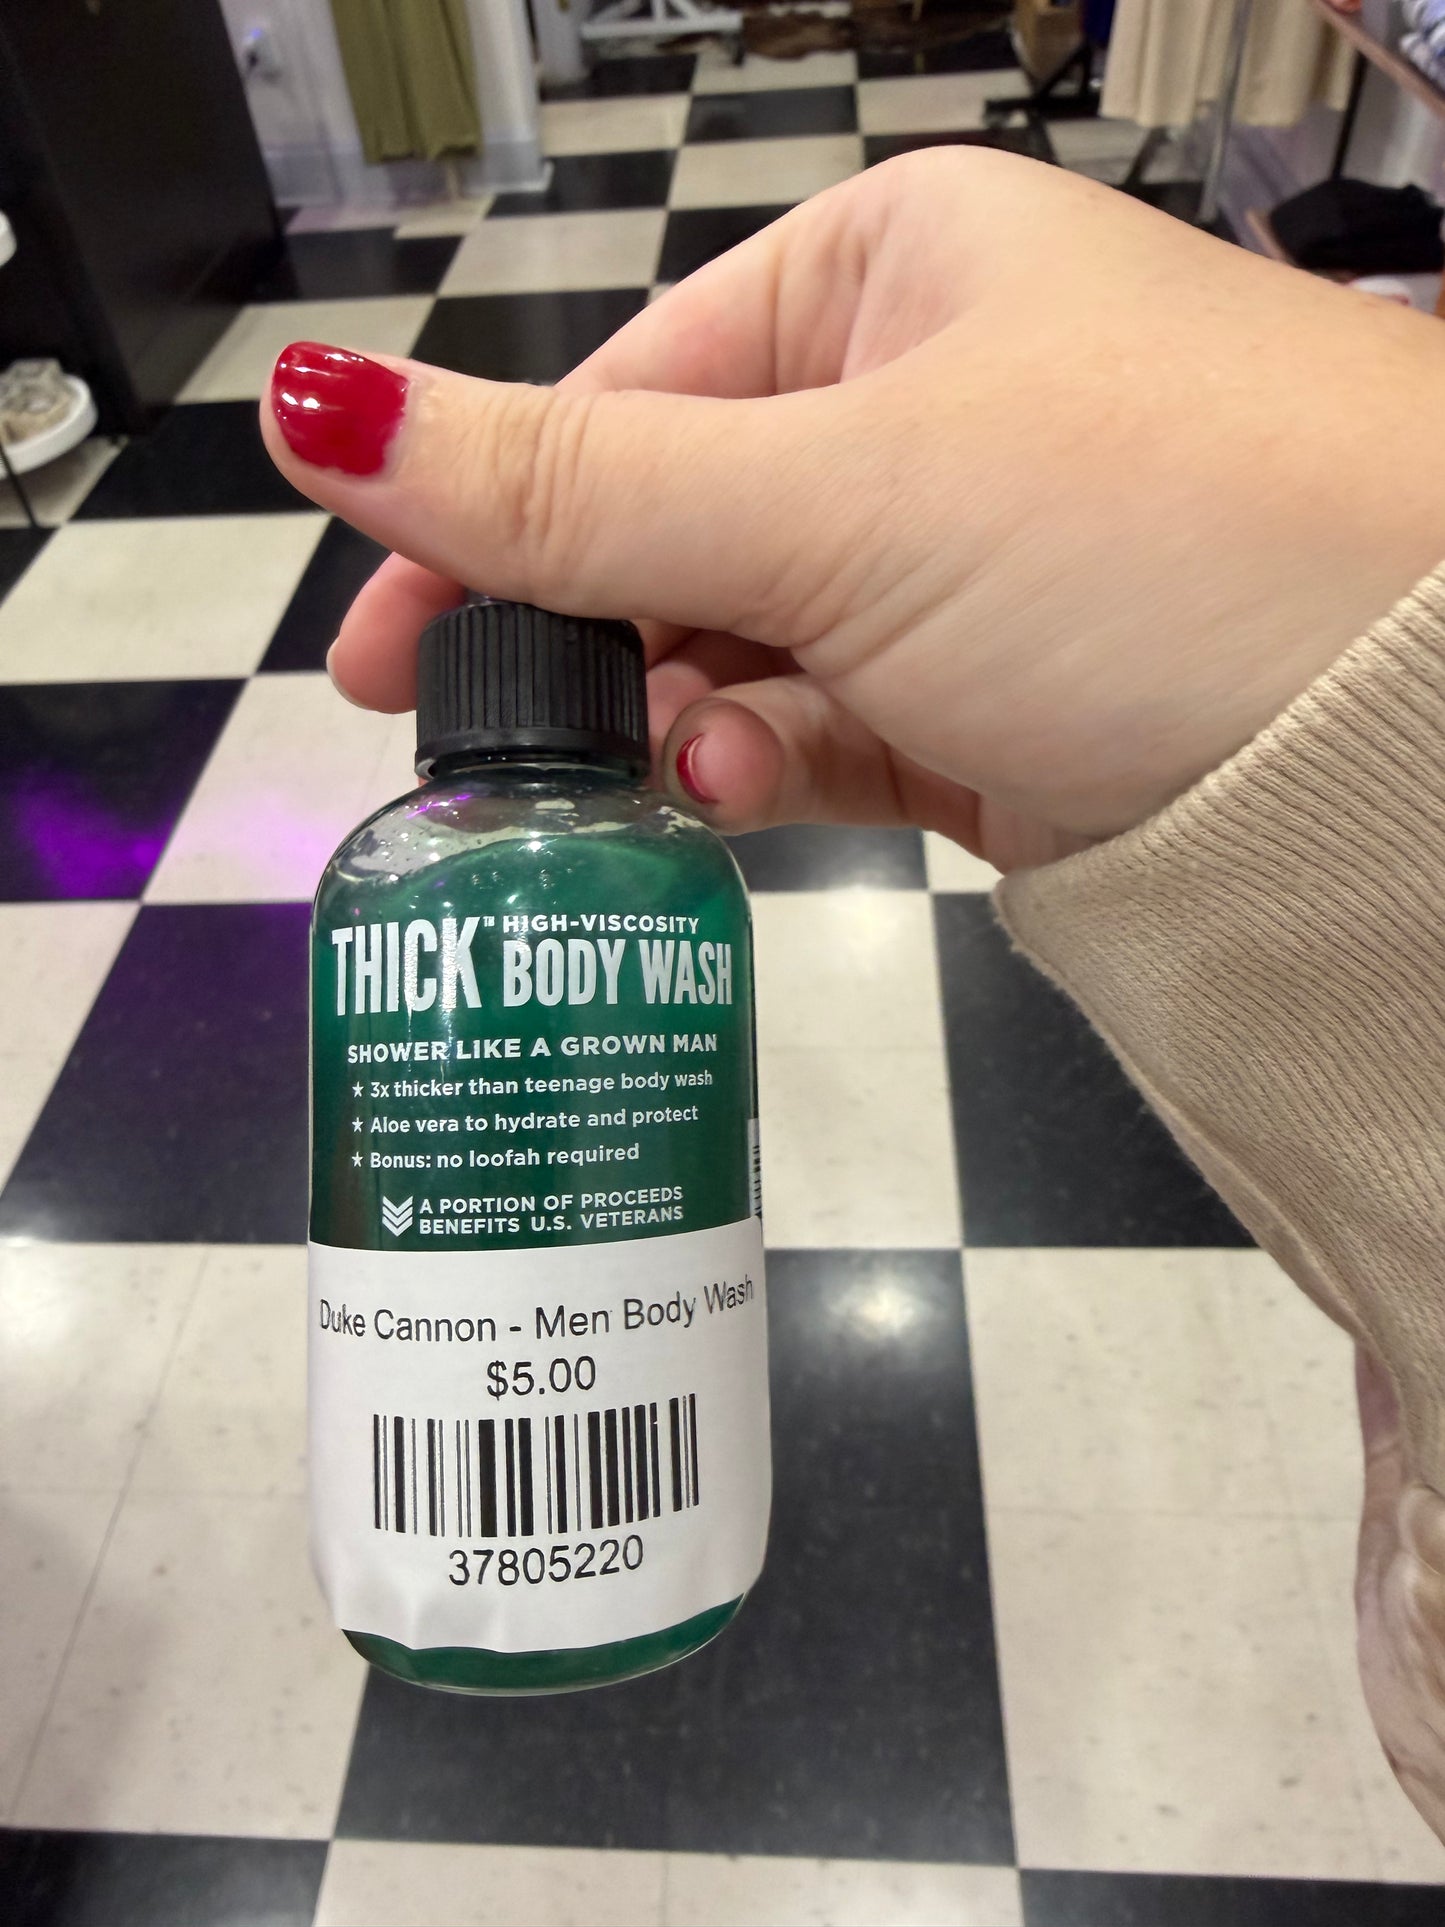 THICK™ HIGH-VISCOSITY
BODY WASH
SHOWER LIKE A GROWN MAN
★ 3x thicker than teenage body wash
★ Aloe vera to hydrate and protect
★ Bonus: no loofah required
A PORTION OF PROCEEDS
BENEFITS U.S. VETERANS
Duke Cannon - Men Body Wash
$5.00
37805220